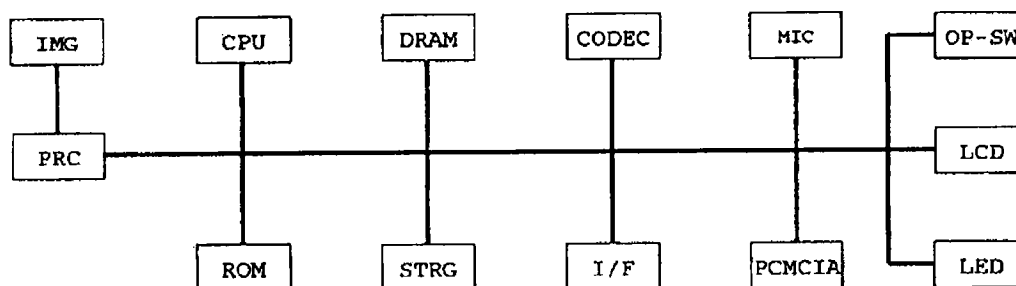 IMG
CPU
DRAM
CODEC
MIC
OP-SW
PRC
LCD
ROM
STRG
I/F
PCMCIA
LED